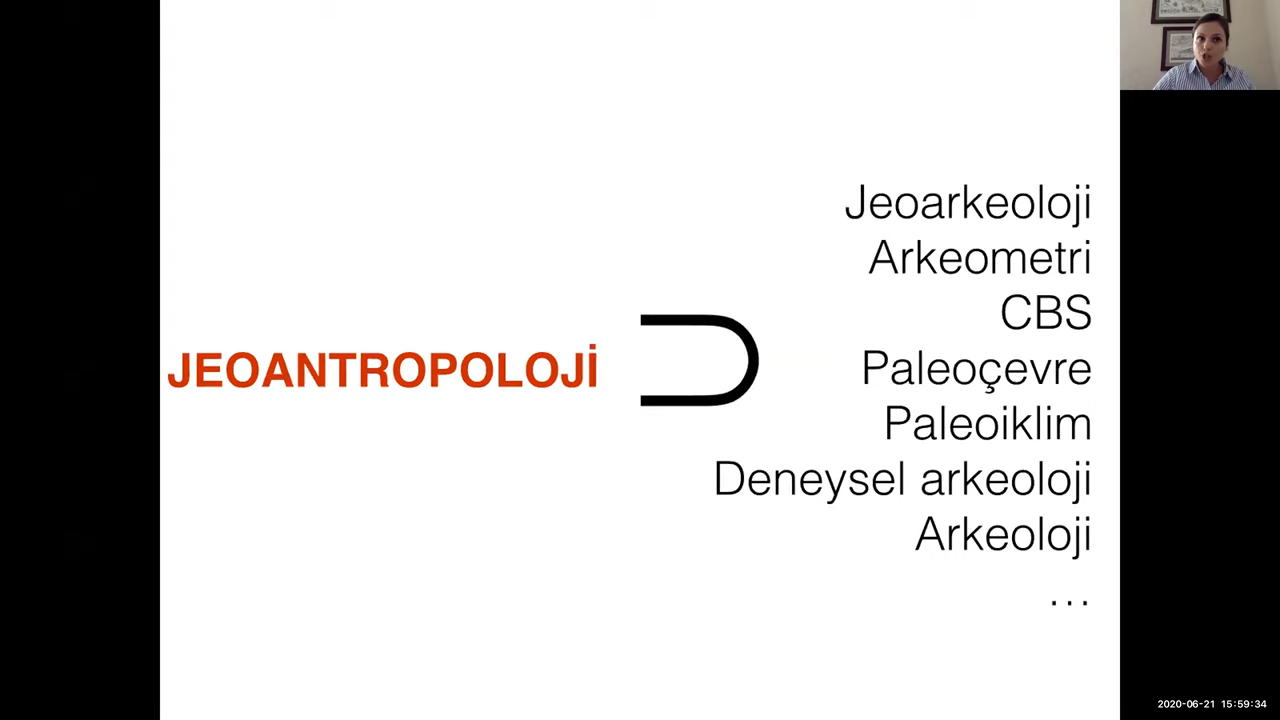 JEOANTROPOLOJİ
Jeoarkeoloji
Arkeometri
CBS
Paleoçevre
Paleoiklim
Deneysel arkeoloji
Arkeoloji
...
2020-06-21 15:59:34